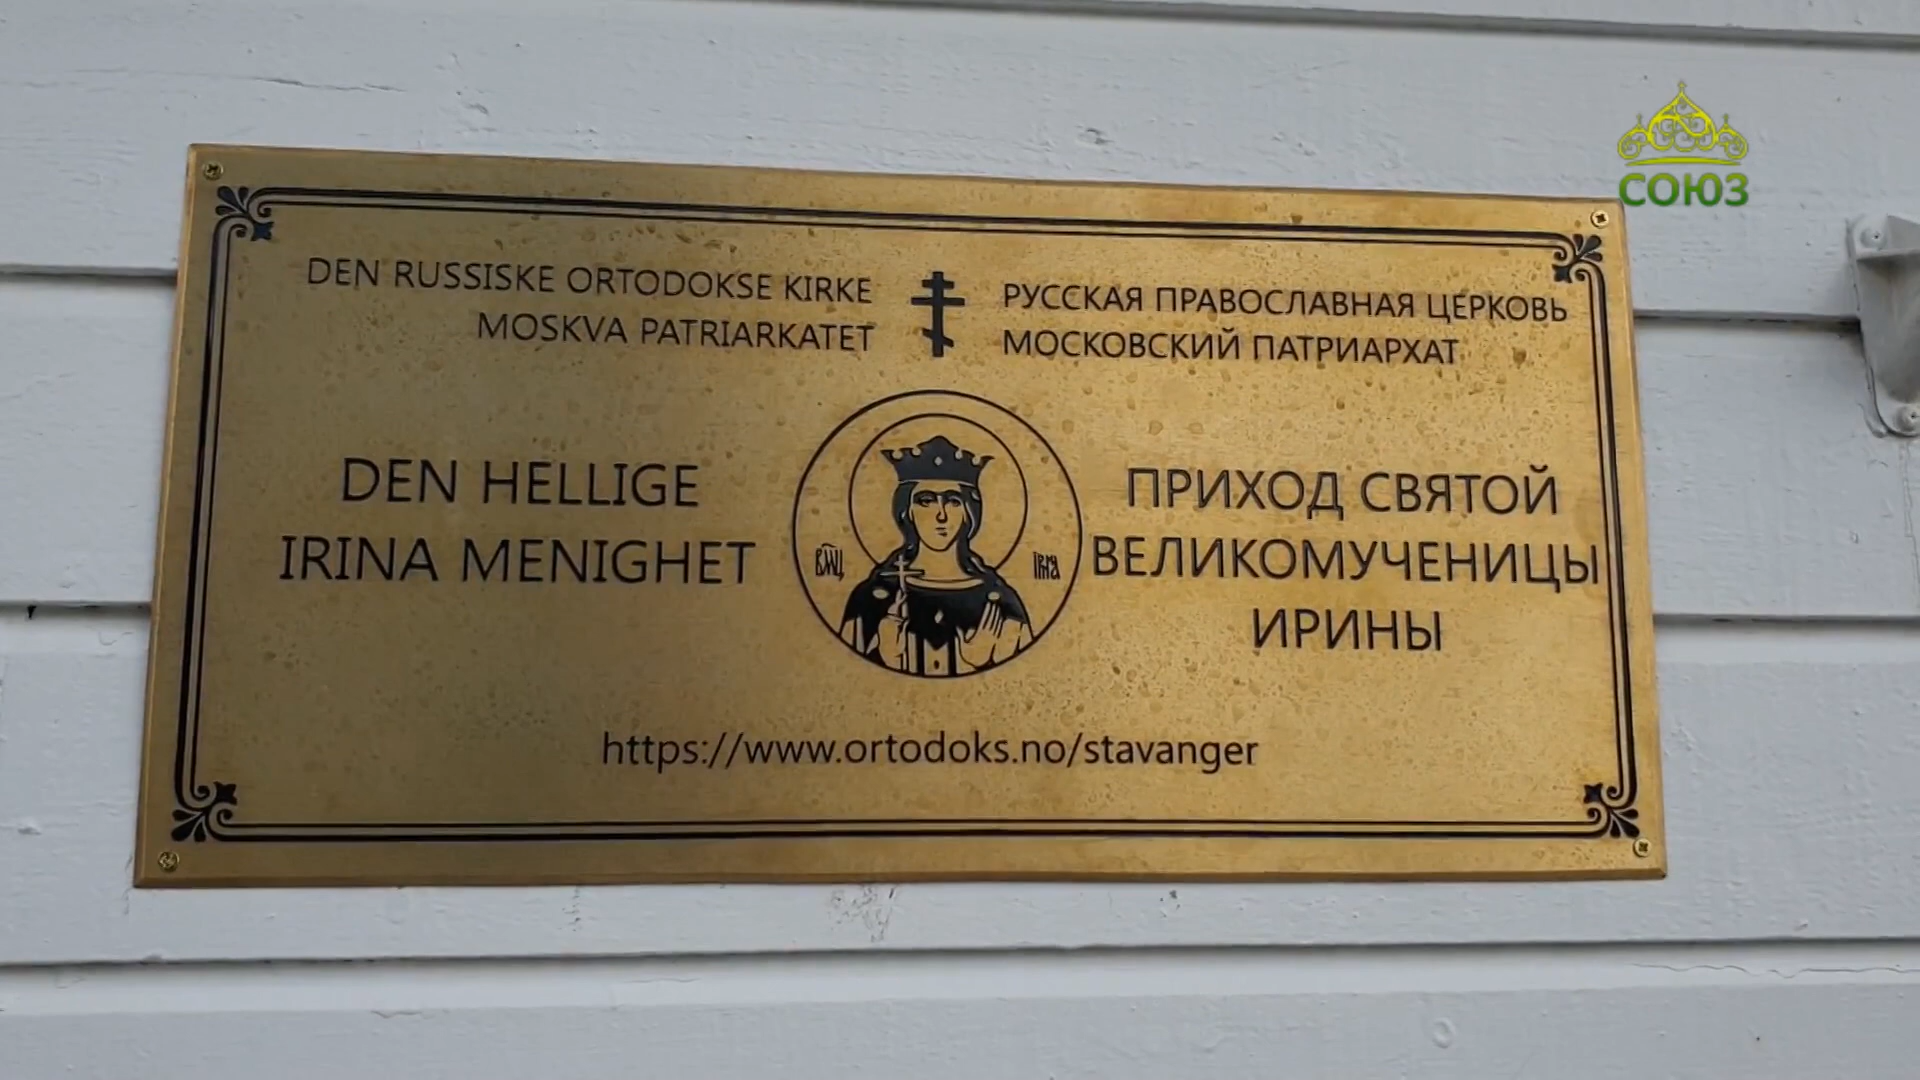 СОЮЗ
DEN RUSSISKE ORTODOKSE KIRKE
MOSKVA PATRIARKATET
РУССКАЯ ПРАВОСЛАВНАЯ ЦЕРКОВЬ
МОСКОВСКИЙ ПАТРИАРХАТ
DEN HELLIGE
IRINA MENIGHET
ПРИХОД СВЯТОЙ
ВЕЛИКОМУЧЕНИЦЫ
ИРИНЫ
https://www.ortodoks.no/stavanger